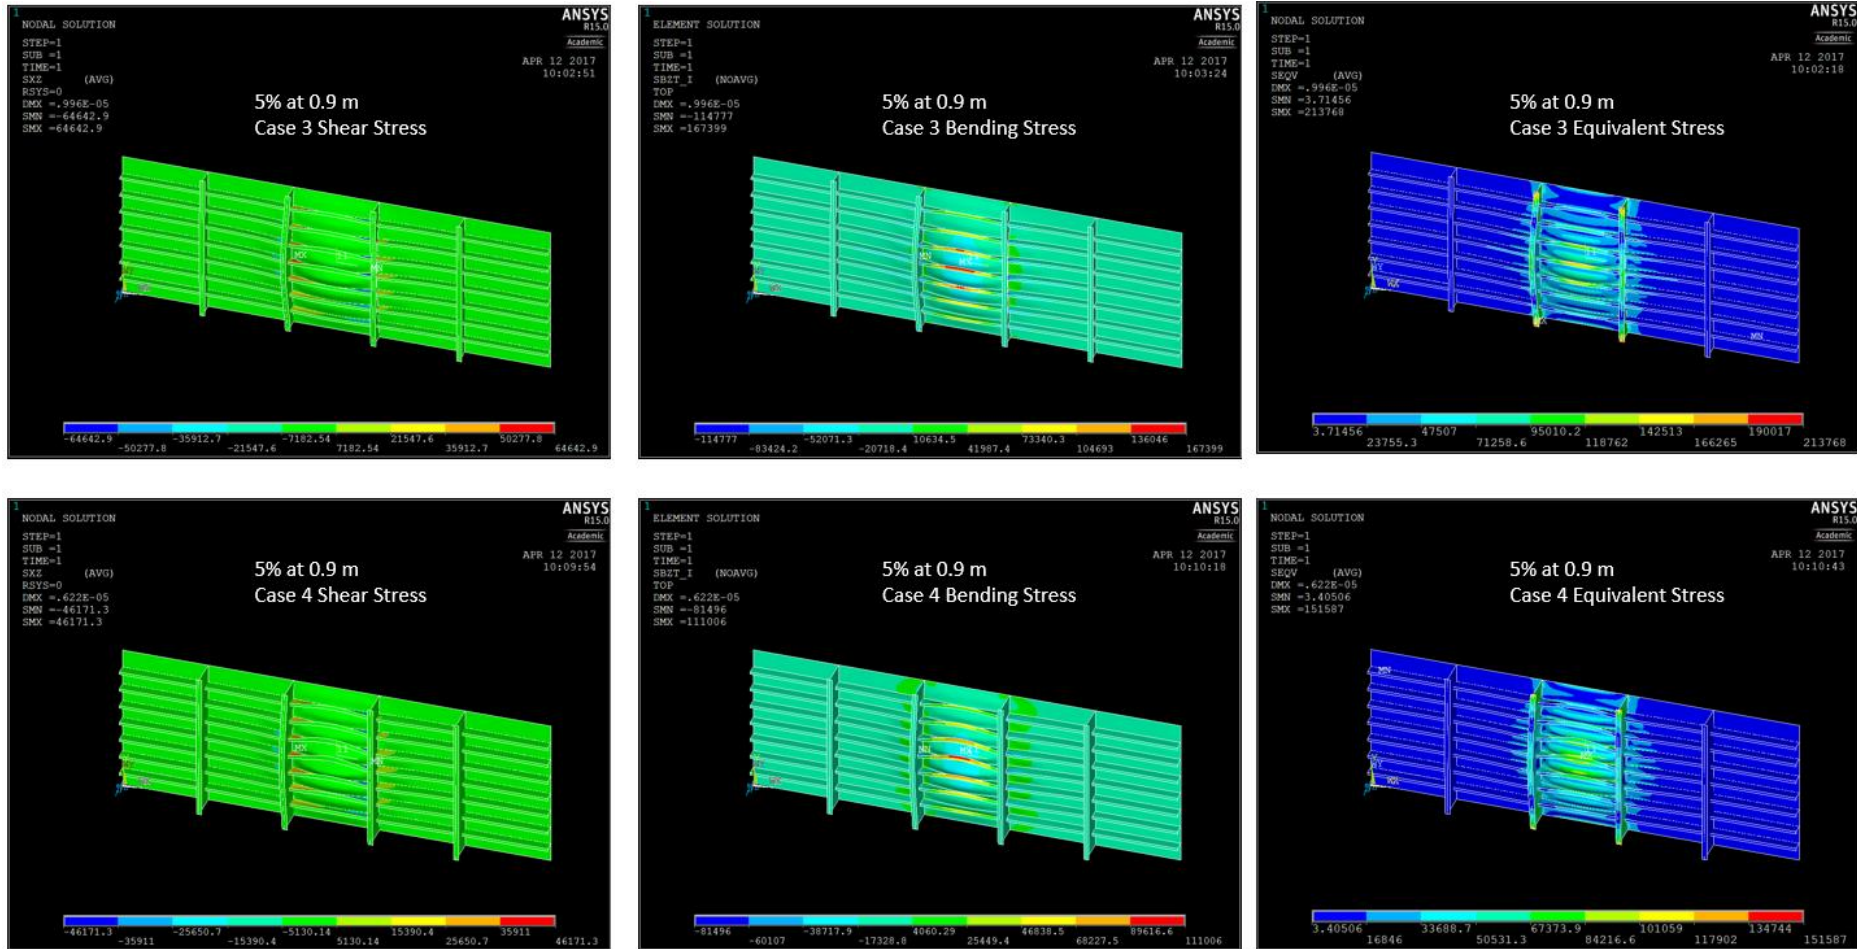 1
NODAL SOLUTION
STEP=1
SUB =1
TIME=1
SXZ (AVG)
RSYS=0
DMX =.996E-05
SMN =-64642.9
SMX =64642.9
ANSYS
R15.0
Academic
APR 12 2017
10:02:51
5% at 0.9 m
Case 3 Shear Stress
MX
MN
-64642.9 -35912.7 -7182.54 21547.6 50277.8
-50277.8 -21547.6 7182.54 35912.7 64642.9
1
ELEMENT SOLUTION
STEP=1
SUB =1
TIME=1
SBZT_I (NOAVG)
TOP
DMX =.996E-05
SMN =-114777
SMX =167399
ANSYS
R15.0
Academic
APR 12 2017
10:03:24
5% at 0.9 m
Case 3 Bending Stress
MN
MX
-114777 -52071.3 10634.5 73340.3 136046
-83424.2 -20718.4 41987.4 104693 167399
1
NODAL SOLUTION
STEP=1
SUB =1
TIME=1
SEQV (AVG)
DMX =.996E-05
SMN =3.71456
SMX =213768
ANSYS
R15.0
Academic
APR 12 2017
10:02:18
5% at 0.9 m
Case 3 Equivalent Stress
MN
3.71456 47507 95010.2 142513 190017
23755.3 71258.6 118762 166265 213768
1
NODAL SOLUTION
STEP=1
SUB =1
TIME=1
SXZ (AVG)
RSYS=0
DMX =.622E-05
SMN =-46171.3
SMX =46171.3
ANSYS
R15.0
Academic
APR 12 2017
10:09:54
5% at 0.9 m
Case 4 Shear Stress
MX
MN
-46171.3 -25650.7 -5130.14 15390.4 35911
-35911 -15390.4 5130.14 25650.7 46171.3
1
ELEMENT SOLUTION
STEP=1
SUB =1
TIME=1
SBZT_I (NOAVG)
TOP
DMX =.622E-05
SMN =-81496
SMX =111006
ANSYS
R15.0
Academic
APR 12 2017
10:10:18
5% at 0.9 m
Case 4 Bending Stress
MN
MX
-81496 -38717.9 4060.29 46838.5 89616.6
-60107 -17328.8 25449.4 68227.5 111006
1
NODAL SOLUTION
STEP=1
SUB =1
TIME=1
SEQV (AVG)
DMX =.622E-05
SMN =3.40506
SMX =151587
ANSYS
R15.0
Academic
APR 12 2017
10:10:43
5% at 0.9 m
Case 4 Equivalent Stress
MN
3.40506 33688.7 67373.9 101059 134744
16846 50531.3 84216.6 117902 151587